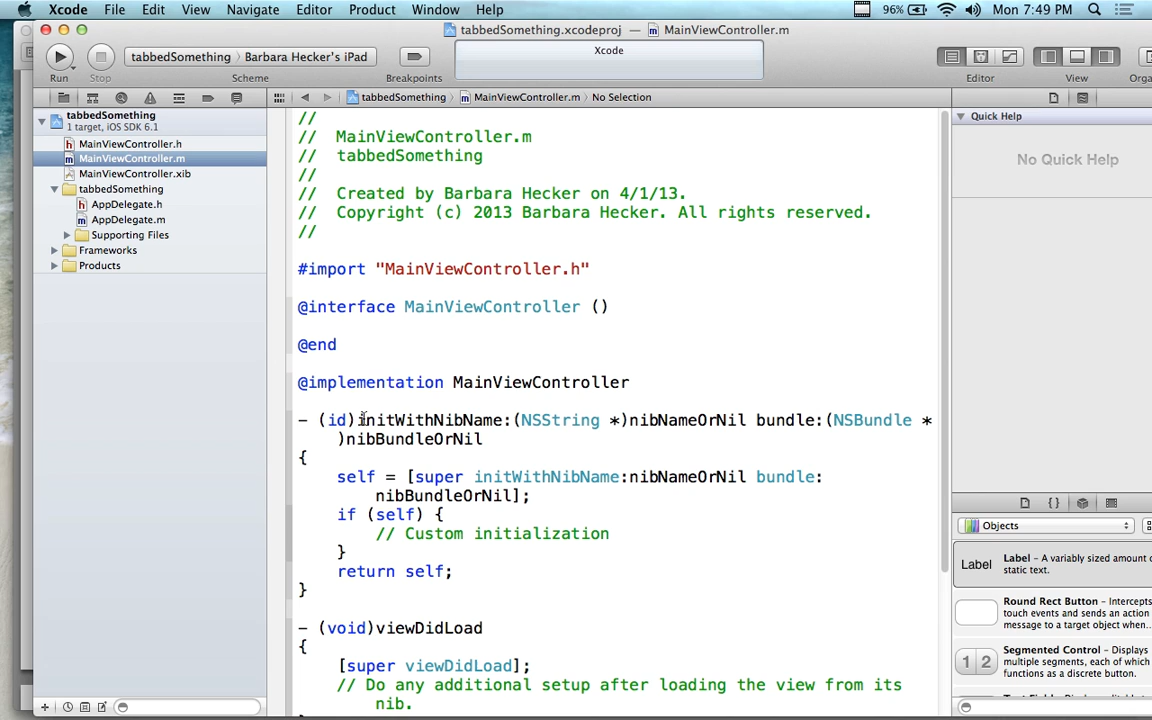 Xcode File Edit View Navigate Editor Product Window Help 96% Mon 7:49 PM
tabbedSomething.xcodeproj — MainViewController.m
tabbedSomething Barbara Hecker's iPad
Xcode
Run Stop Scheme Breakpoints Editor View
tabbedSomething MainViewController.m No Selection
tabbedSomething
1 target, iOS SDK 6.1
MainViewController.h
MainViewController.m
MainViewController.xib
tabbedSomething
AppDelegate.h
AppDelegate.m
Supporting Files
Frameworks
Products
//
// MainViewController.m
// tabbedSomething
//
// Created by Barbara Hecker on 4/1/13.
// Copyright (c) 2013 Barbara Hecker. All rights reserved.
//
#import "MainViewController.h"
@interface MainViewController ()
@end
@implementation MainViewController
- (id)initWithNibName:(NSString *)nibNameOrNil bundle:(NSBundle *
)nibBundleOrNil
{
self = [super initWithNibName:nibNameOrNil bundle:
nibBundleOrNil];
if (self) {
// Custom initialization
}
return self;
}
- (void)viewDidLoad
{
[super viewDidLoad];
// Do any additional setup after loading the view from its
nib.
Quick Help
No Quick Help
Objects
Label
Label – A variably sized amount o
static text.
Round Rect Button – Intercepts
touch events and sends an action
message to a target object when...
1 2
Segmented Control – Displays
multiple segments, each of which
functions as a discrete button.